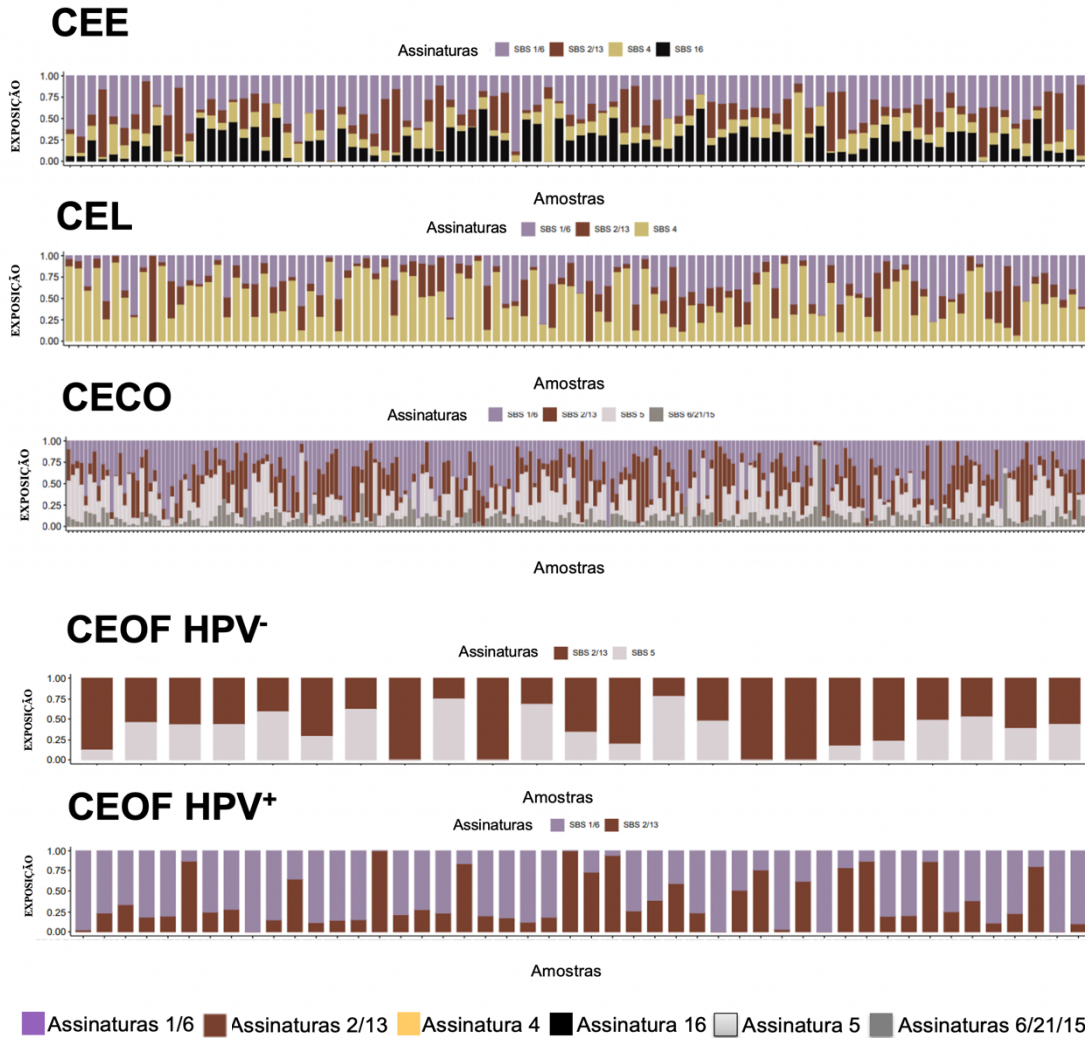 CEE
Assinaturas SBS 1/6 SBS 2/13 SBS 4 SBS 16
EXPOSIÇÃO
1.00
0.75
0.50
0.25
0.00
Amostras
CEL
Assinaturas SBS 1/6 SBS 2/13 SBS 4
EXPOSIÇÃO
1.00
0.75
0.50
0.25
0.00
Amostras
CECO
Assinaturas SBS 1/6 SBS 2/13 SBS 5 SBS 6/21/15
EXPOSIÇÃO
1.00
0.75
0.50
0.25
0.00
Amostras
CEOF HPV⁻
Assinaturas SBS 2/13 SBS 5
EXPOSIÇÃO
1.00
0.75
0.50
0.25
0.00
Amostras
CEOF HPV⁺
Assinaturas SBS 1/6 SBS 2/13
EXPOSIÇÃO
1.00
0.75
0.50
0.25
0.00
Amostras
Assinaturas 1/6 Assinaturas 2/13 Assinatura 4 Assinatura 16 Assinatura 5 Assinaturas 6/21/15